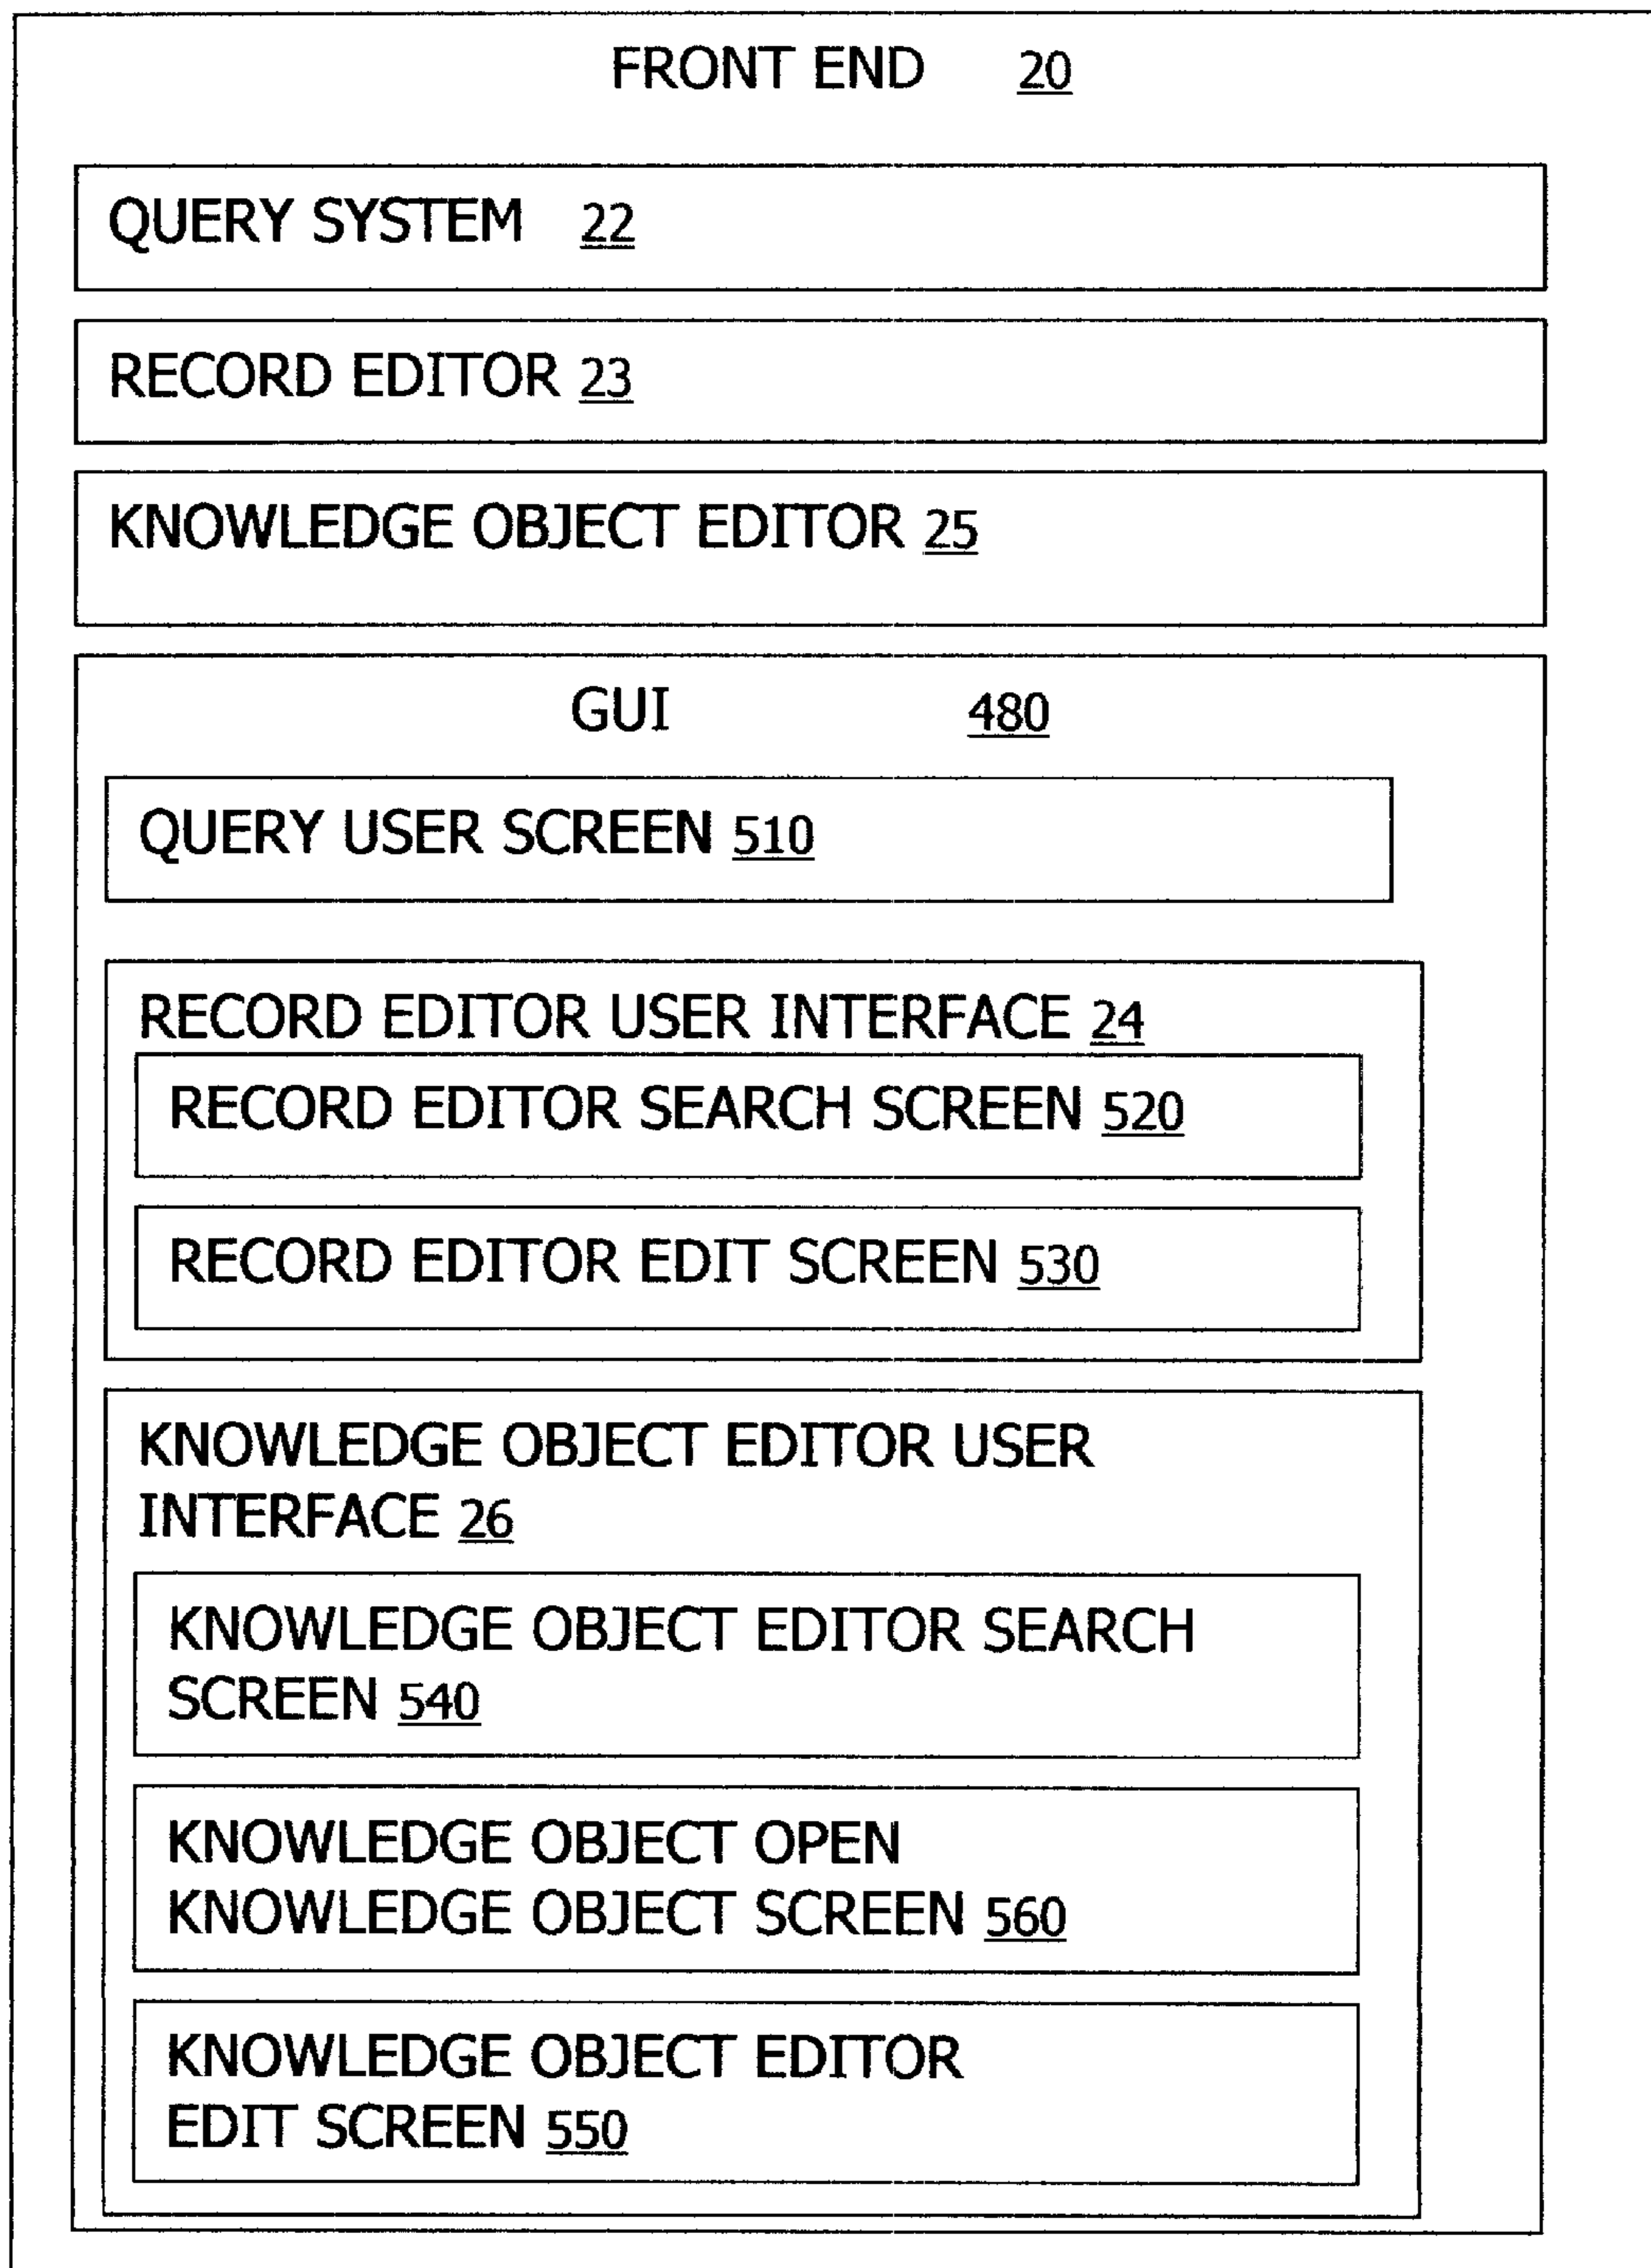 FRONT END 20
QUERY SYSTEM 22
RECORD EDITOR 23
KNOWLEDGE OBJECT EDITOR 25
GUI 480
QUERY USER SCREEN 510
RECORD EDITOR USER INTERFACE 24
RECORD EDITOR SEARCH SCREEN 520
RECORD EDITOR EDIT SCREEN 530
KNOWLEDGE OBJECT EDITOR USER
INTERFACE 26
KNOWLEDGE OBJECT EDITOR SEARCH
SCREEN 540
KNOWLEDGE OBJECT OPEN
KNOWLEDGE OBJECT SCREEN 560
KNOWLEDGE OBJECT EDITOR
EDIT SCREEN 550